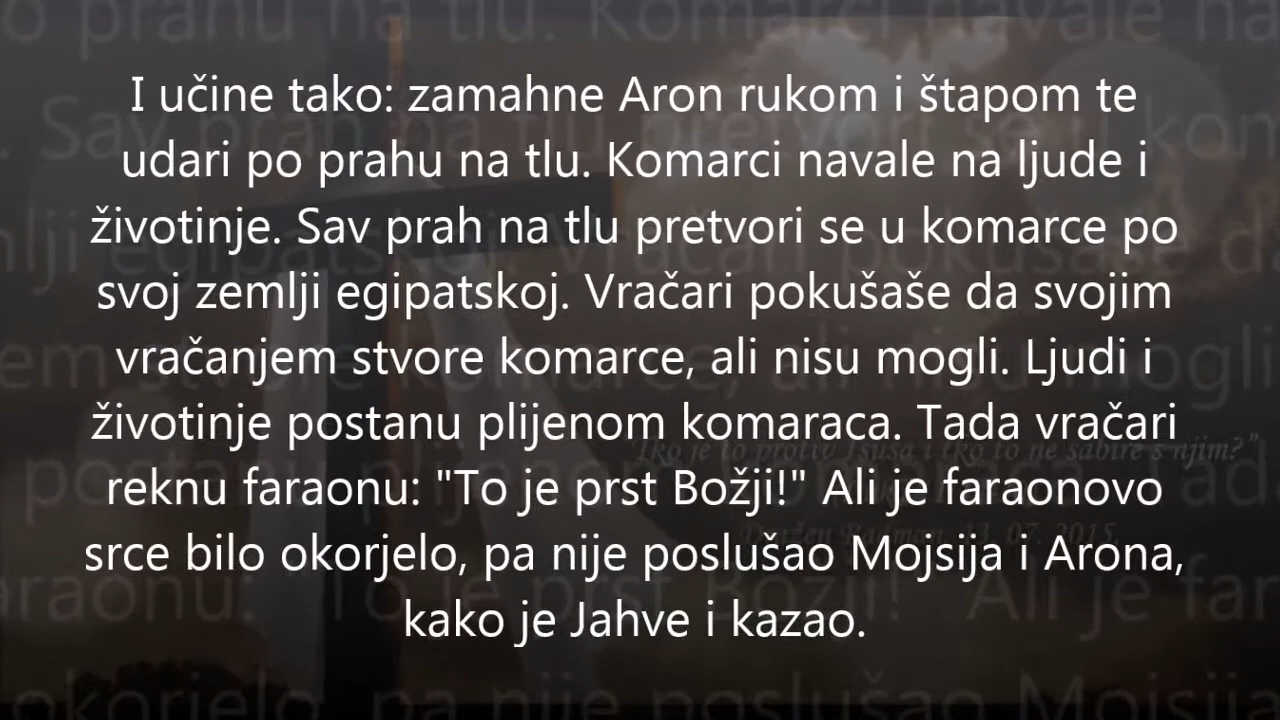 I učine tako: zamahne Aron rukom i štapom te
udari po prahu na tlu. Komarci navale na ljude i
životinje. Sav prah na tlu pretvori se u komarce po
svoj zemlji egipatskoj. Vračari pokušaše da svojim
vračanjem stvore komarce, ali nisu mogli. Ljudi i
životinje postanu plijenom komaraca. Tada vračari
reknu faraonu: "To je prst Božji!" Ali je faraonovo
srce bilo okorjelo, pa nije poslušao Mojsija i Arona,
kako je Jahve i kazao.